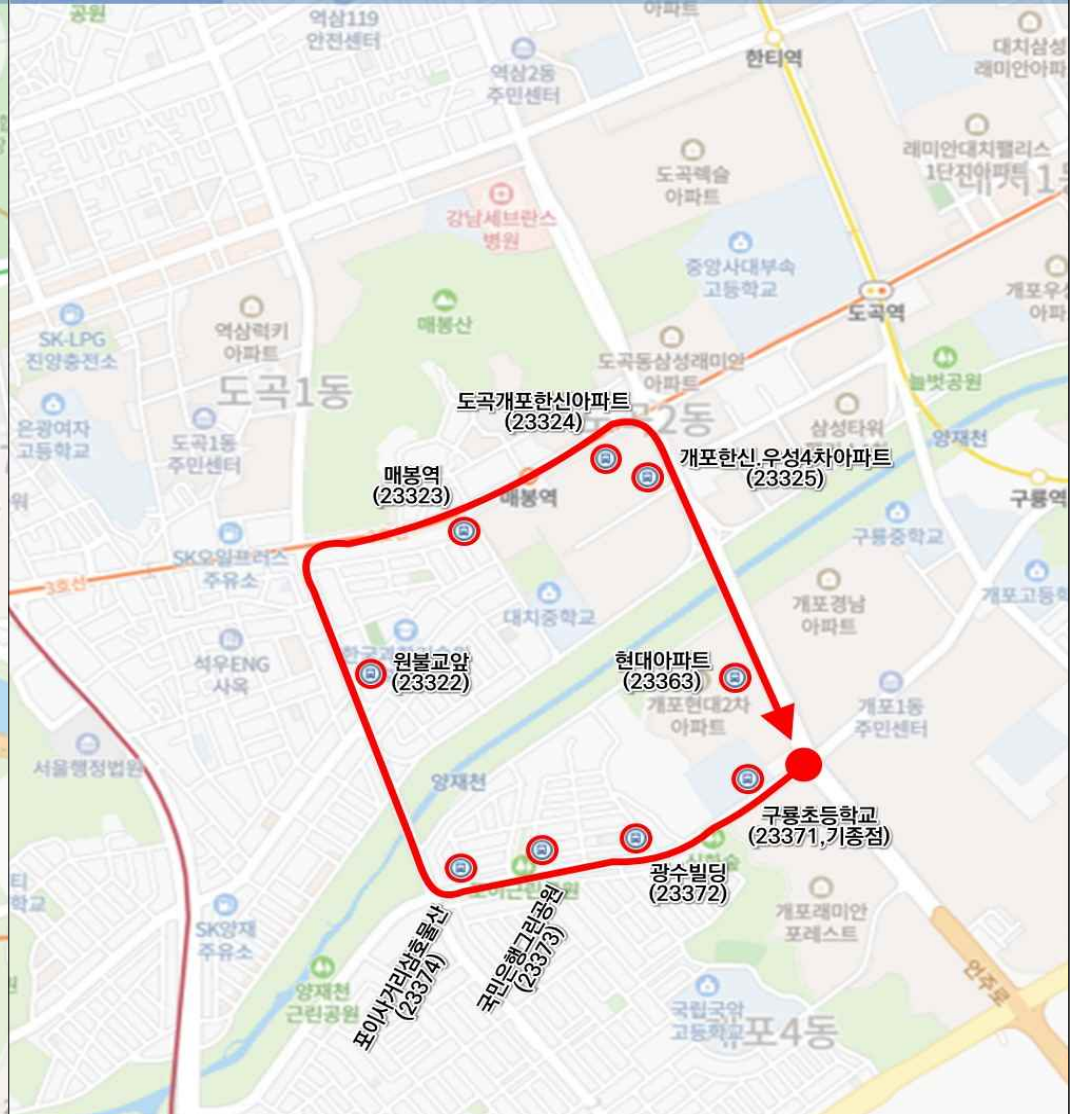 공원
역삼119
안전센터
아파트
한티역
대치삼성
래미안아파
역삼2동
주민센터
래미안대치팰리스
1단지아파트
도곡렉슬
아파트
강남세브란스
병원
중앙사대부속
고등학교
도곡역
개포우성
아파
SK-LPG
진양충전소
역삼럭키
아파트
매봉산
도곡동삼성래미안
아파트
늘벗공원
도곡1동
은광여자
고등학교
도곡1동
주민센터
도곡개포한신아파트
(23324)
2동
삼성타워
양재천
매봉역
(23323)
매봉역
개포한신.우성4차아파트
(23325)
구룡역
SK오일프러스
주유소
3호선
구룡중학교
대치중학교
개포경남
아파트
개포고등학
석우ENG
사옥
원불교앞
(23322)
현대아파트
(23363)
개포현대2차
아파트
개포1동
주민센터
서울행정법원
양재천
구룡초등학교
(23371,기종점)
광수빌딩
(23372)
포이근린공원
국민은행그린공원
(23373)
포이사거리삼호물산
(23374)
개포래미안
포레스트
SK양재
주유소
양재천
근린공원
언주로
국립국악
고등학교
개포4동